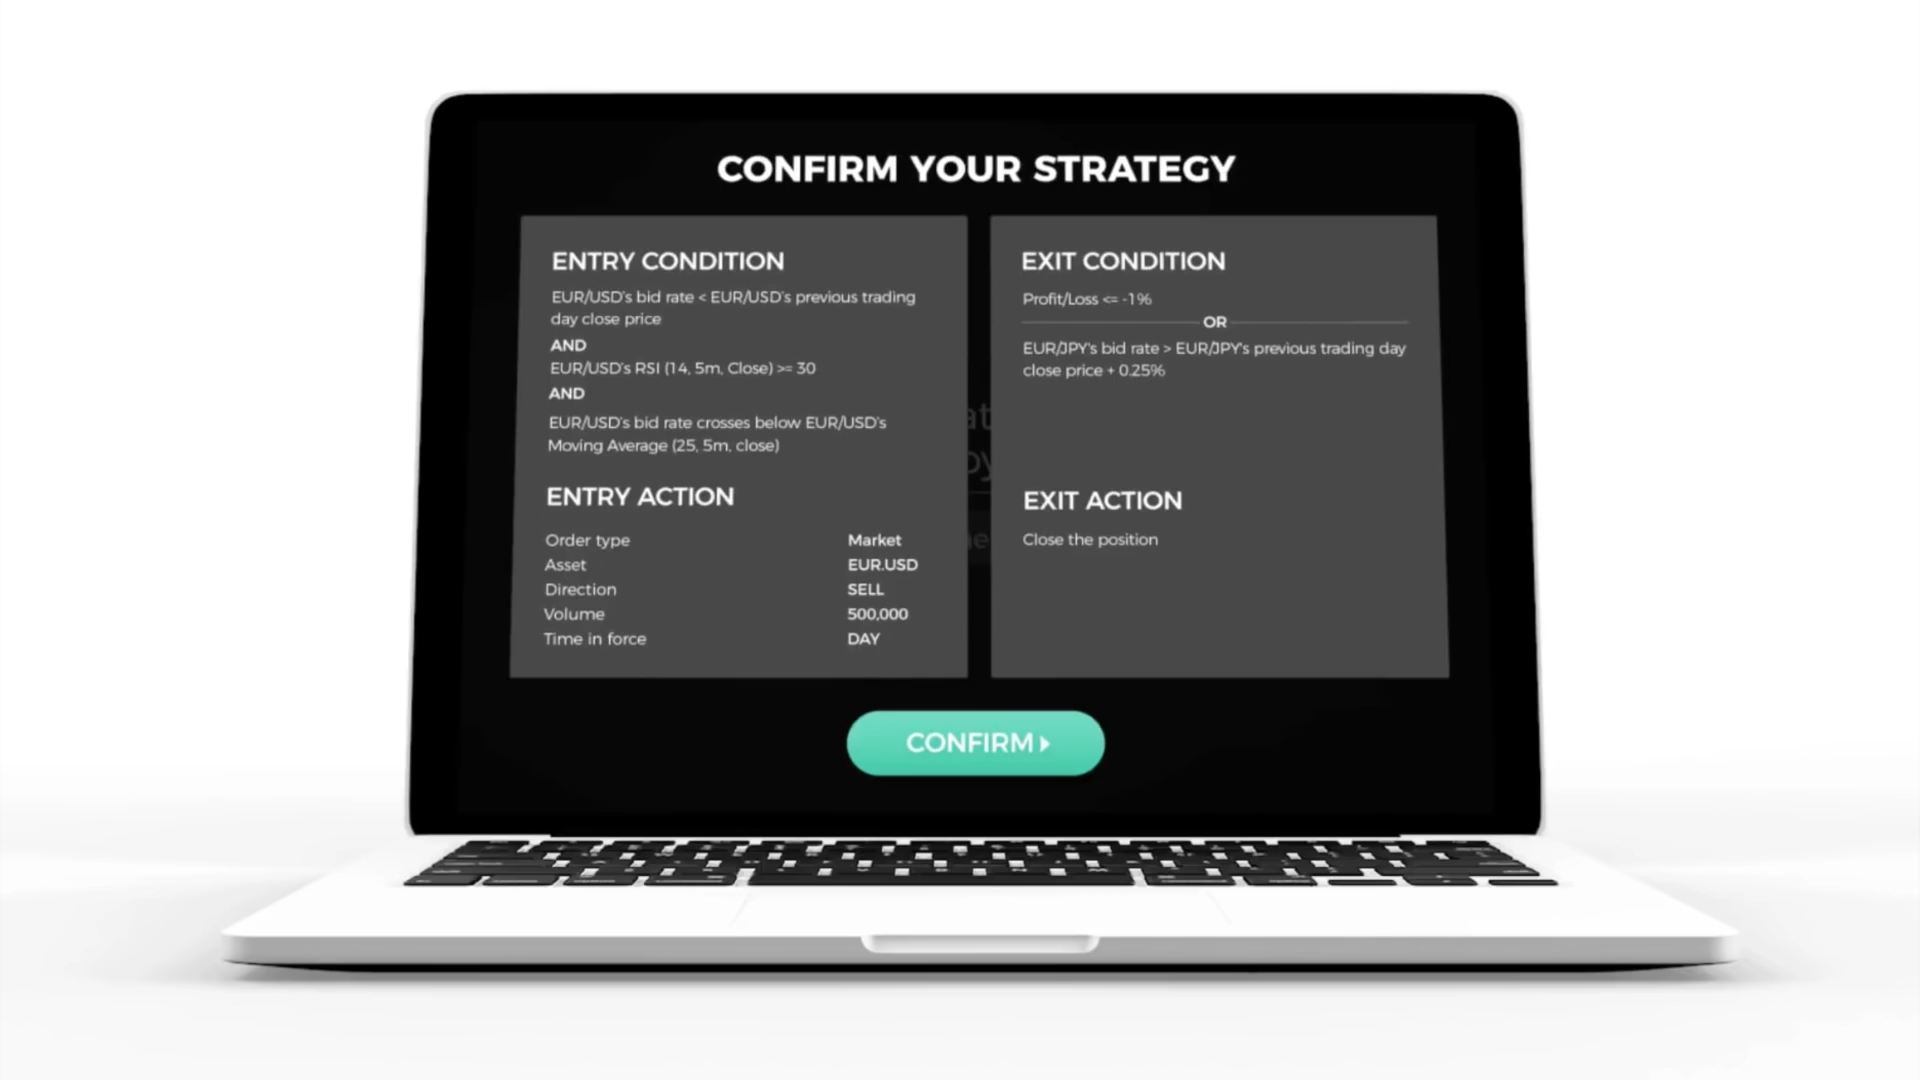 CONFIRM YOUR STRATEGY
ENTRY CONDITION
EUR/USD's bid rate < EUR/USD's previous trading
day close price
AND
EUR/USD's RSI (14, 5m, Close) >= 30
AND
EUR/USD's bid rate crosses below EUR/USD's
Moving Average (25, 5m, close)
ENTRY ACTION
Order type Market
Asset EUR.USD
Direction SELL
Volume 500,000
Time in force DAY
EXIT CONDITION
Profit/Loss <= -1%
OR
EUR/JPY's bid rate > EUR/JPY's previous trading day
close price + 0.25%
EXIT ACTION
Close the position
CONFIRM